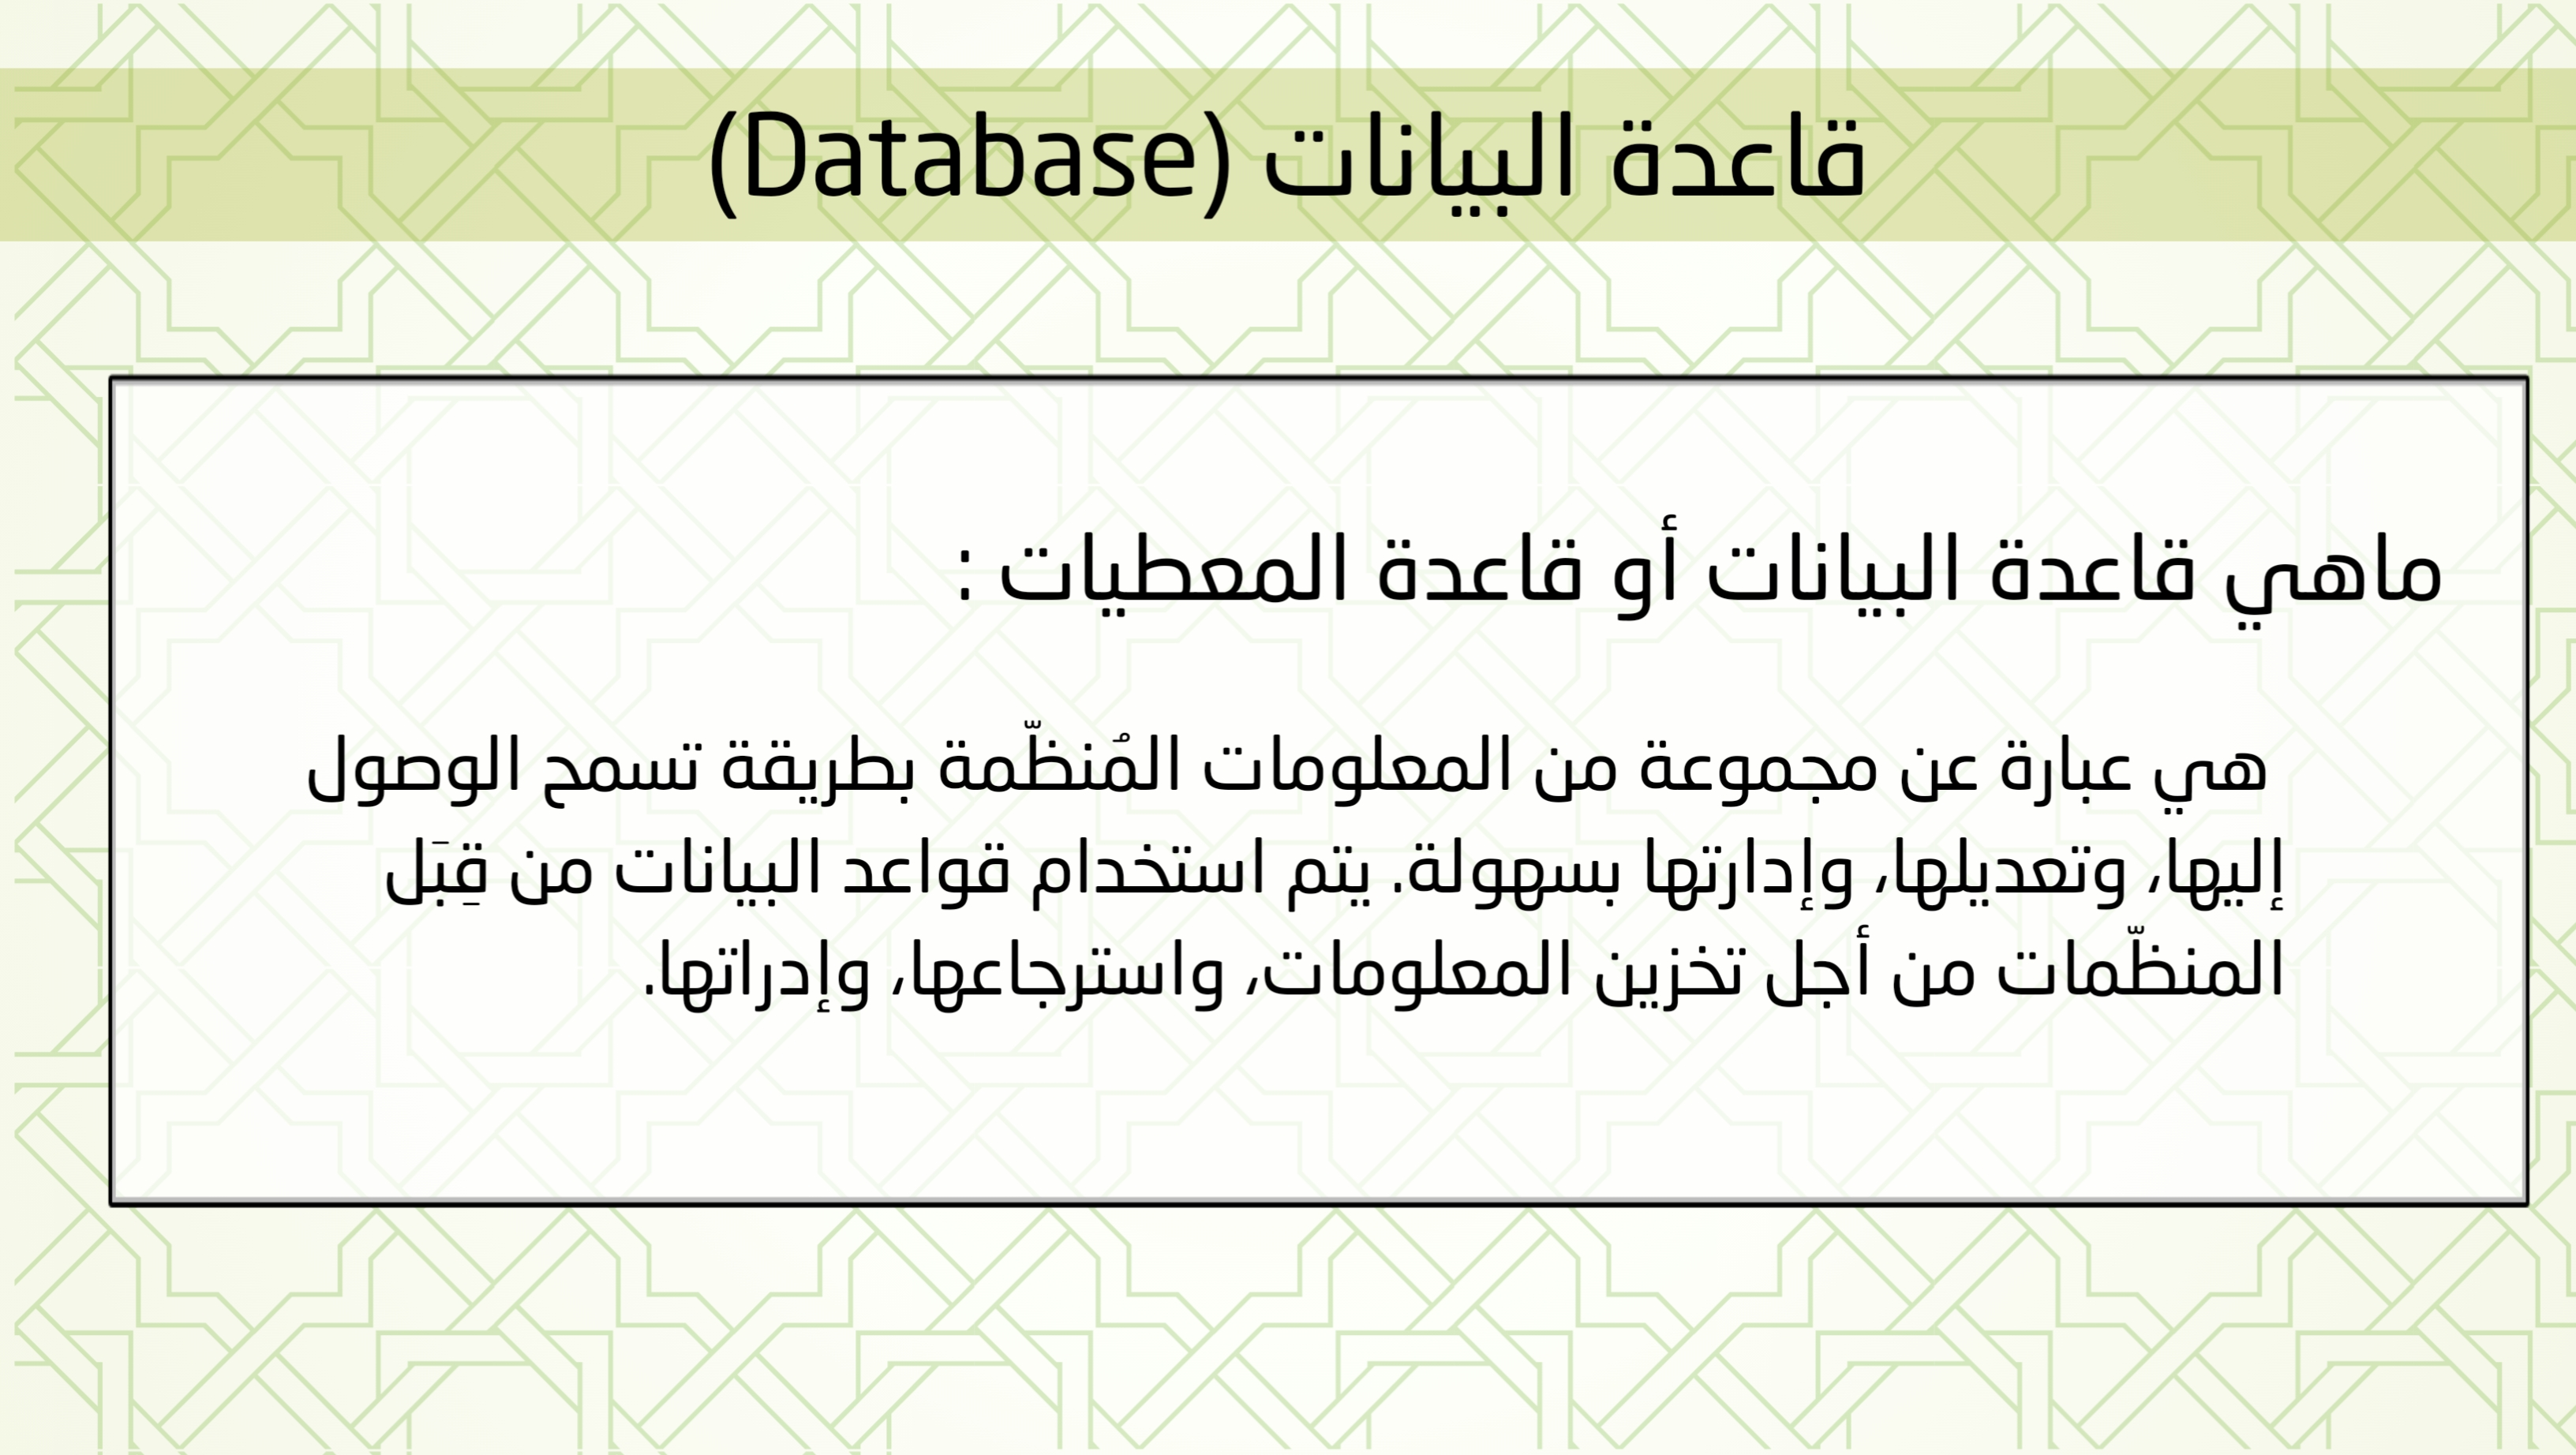 قاعدة البيانات (Database)
ماهي قاعدة البيانات أو قاعدة المعطيات :
هي عبارة عن مجموعة من المعلومات المُنظّمة بطريقة تسمح الوصول
إليها، وتعديلها، وإدارتها بسهولة. يتم استخدام قواعد البيانات من قِبَل
المنظّمات من أجل تخزين المعلومات، واسترجاعها، وإدراتها.